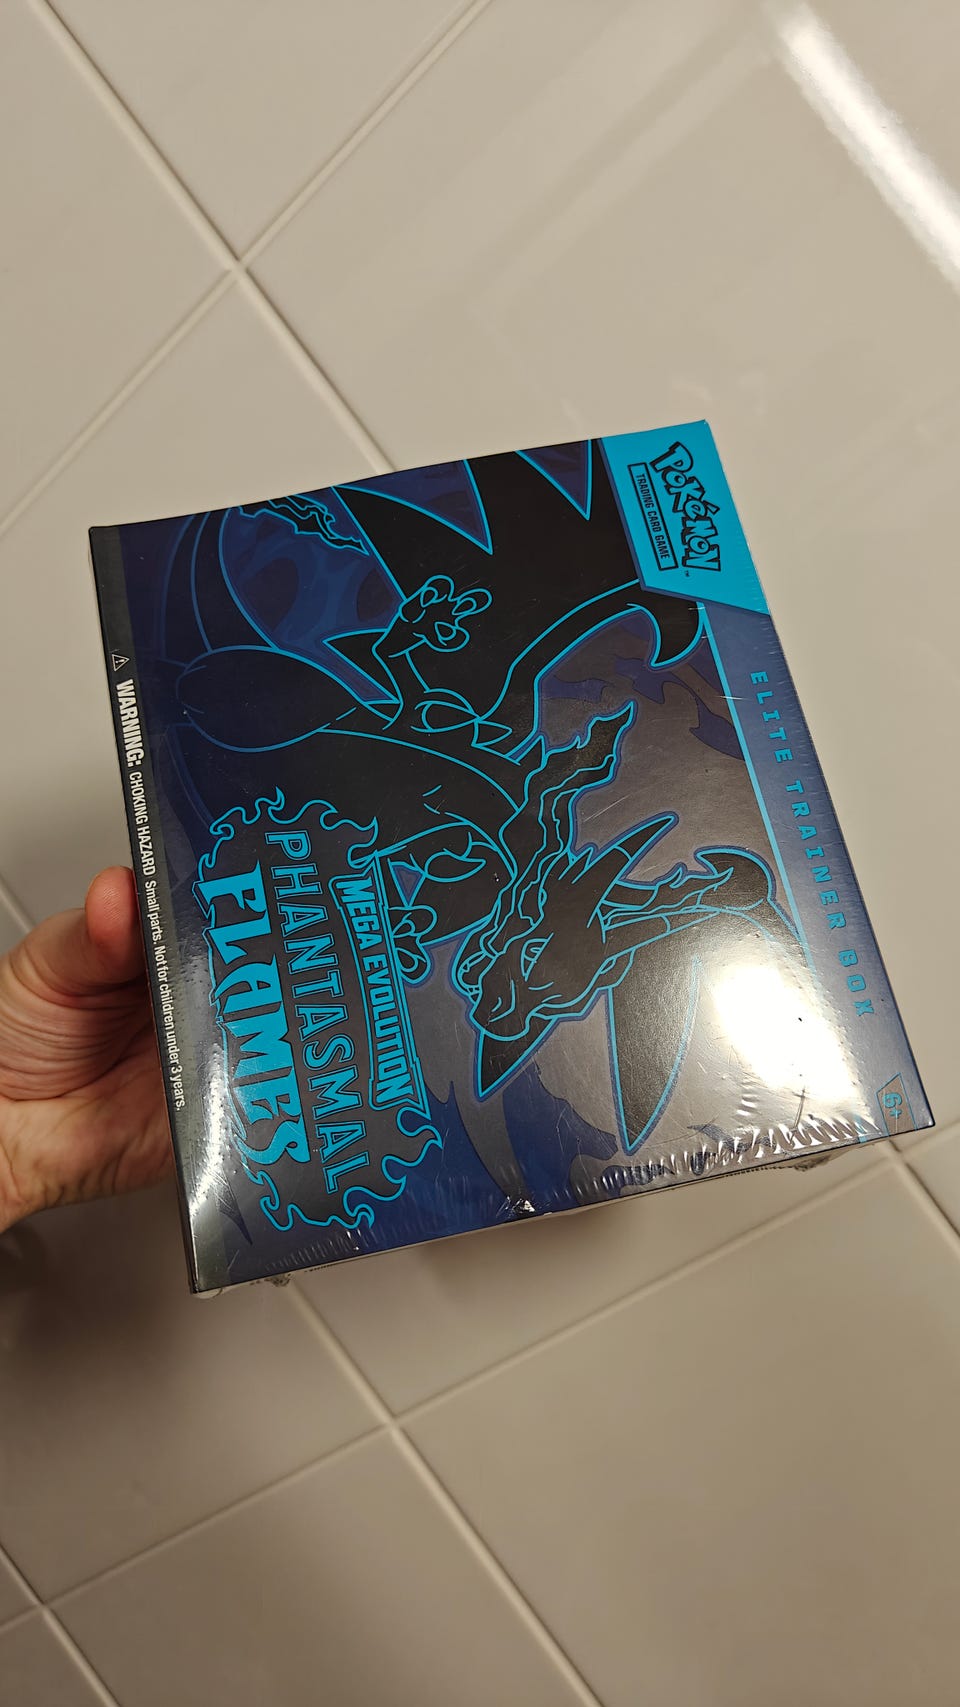 POKéMON
TRADING CARD GAME
ELITE TRAINER BOX
6+
MEGA EVOLUTION
PHANTASMAL
FLAMES
WARNING: CHOKING HAZARD Small parts. Not for children under 3 years.